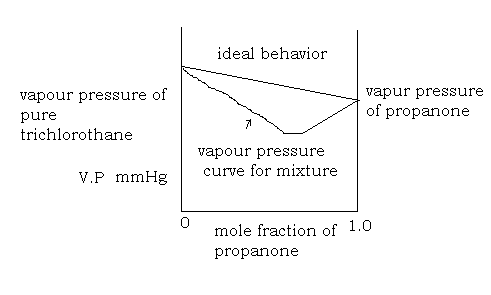 ideal behavior
vapour pressure of
pure
trichlorothane
vapur pressure
of propanone
vapour pressure
curve for mixture
V.P mmHg
0
1.0
mole fraction of
propanone